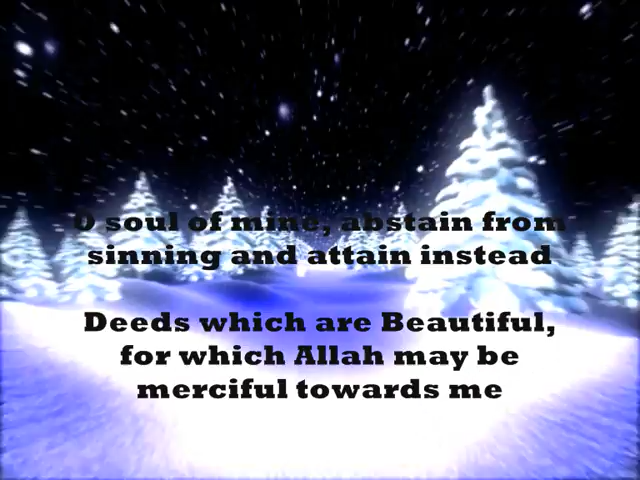 O soul of mine, abstain from
sinning and attain instead
Deeds which are Beautiful,
for which Allah may be
merciful towards me